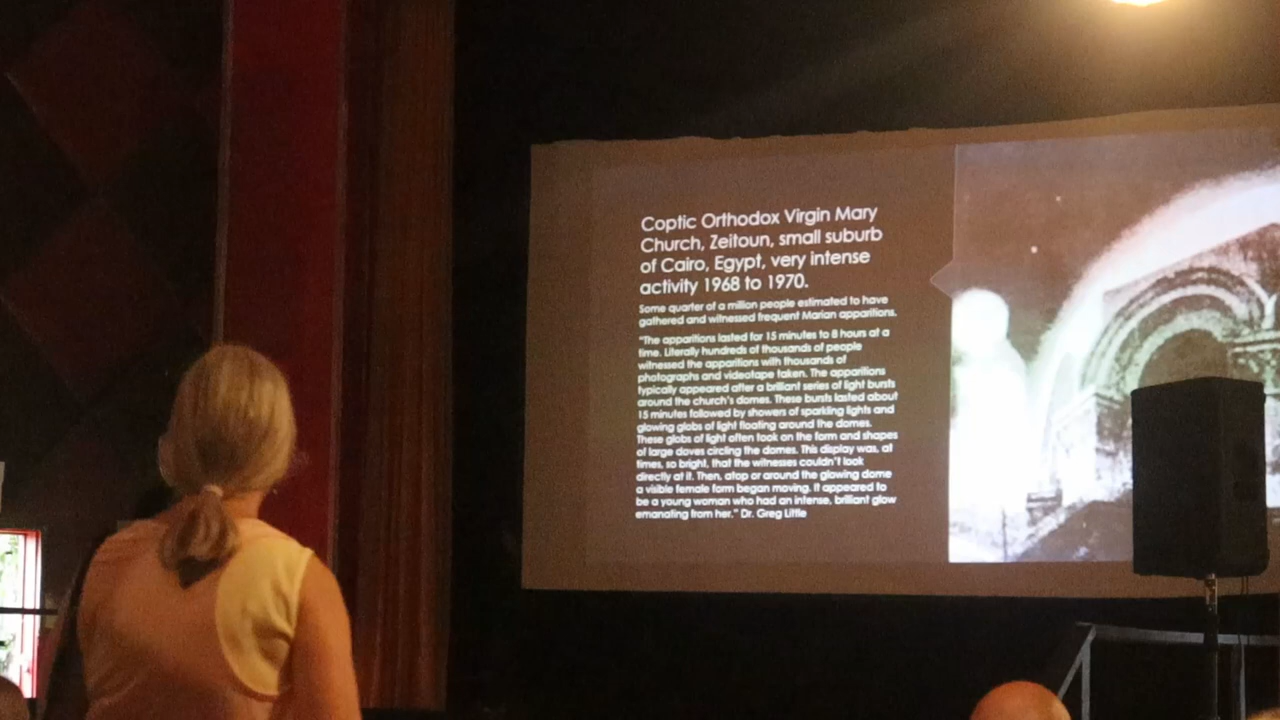 Coptic Orthodox Virgin Mary
Church, Zeitoun, small suburb
of Cairo, Egypt, very intense
activity 1968 to 1970.
Some quarter of a million people estimated to have
gathered and witnessed frequent Marian apparitions.
"The apparitions lasted for 15 minutes to 8 hours at a
time. Literally hundreds of thousands of people
witnessed the apparitions with thousands of
photographs and videotape taken. The apparitions
typically appeared after a brilliant series of light bursts
around the church's domes. These bursts lasted about
15 minutes followed by showers of sparkling lights and
glowing globs of light floating around the domes.
These globs of light often took on the form and shapes
of large doves circling the domes. This display was, at
times, so bright, that the witnesses couldn't look
directly at it. Then, atop or around the glowing dome
a visible female form began moving. It appeared to
be a young woman who had an intense, brilliant glow
emanating from her." Dr. Greg Little